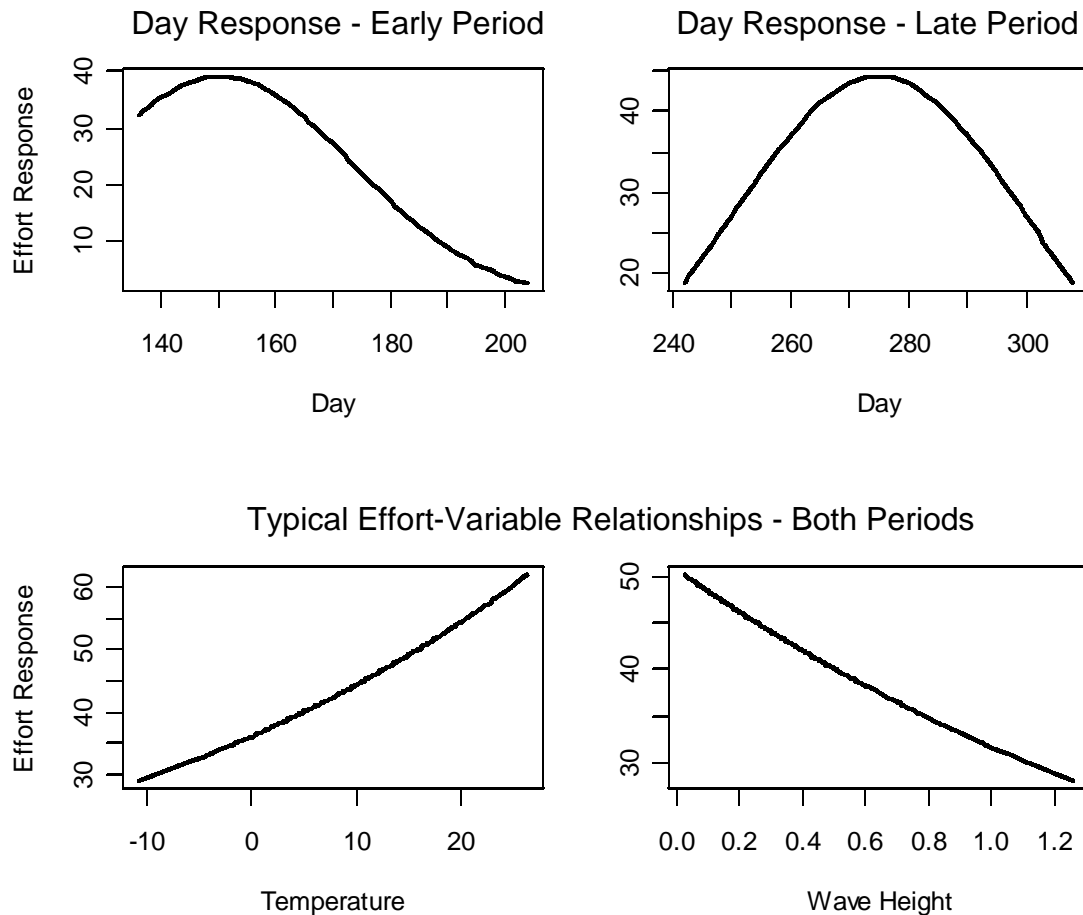 Day Response - Early Period
Effort Response
40
30
20
10
140 160 180 200
Day
Day Response - Late Period
40
30
20
240 260 280 300
Day
Typical Effort-Variable Relationships - Both Periods
Effort Response
60
50
40
30
-10 0 10 20
Temperature
50
40
30
0.0 0.2 0.4 0.6 0.8 1.0 1.2
Wave Height